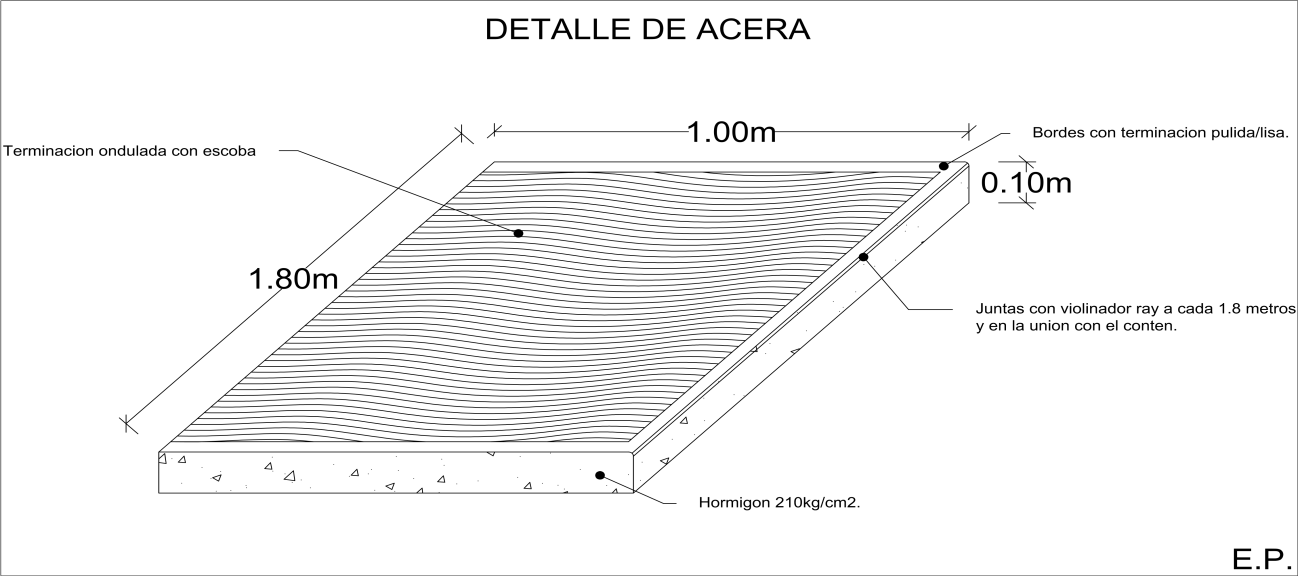 DETALLE DE ACERA
1.00m
Bordes con terminacion pulida/lisa.
Terminacion ondulada con escoba
0.10m
1.80m
Juntas con violinador ray a cada 1.8 metros
y en la union con el conten.
Hormigon 210kg/cm2.
E.P.